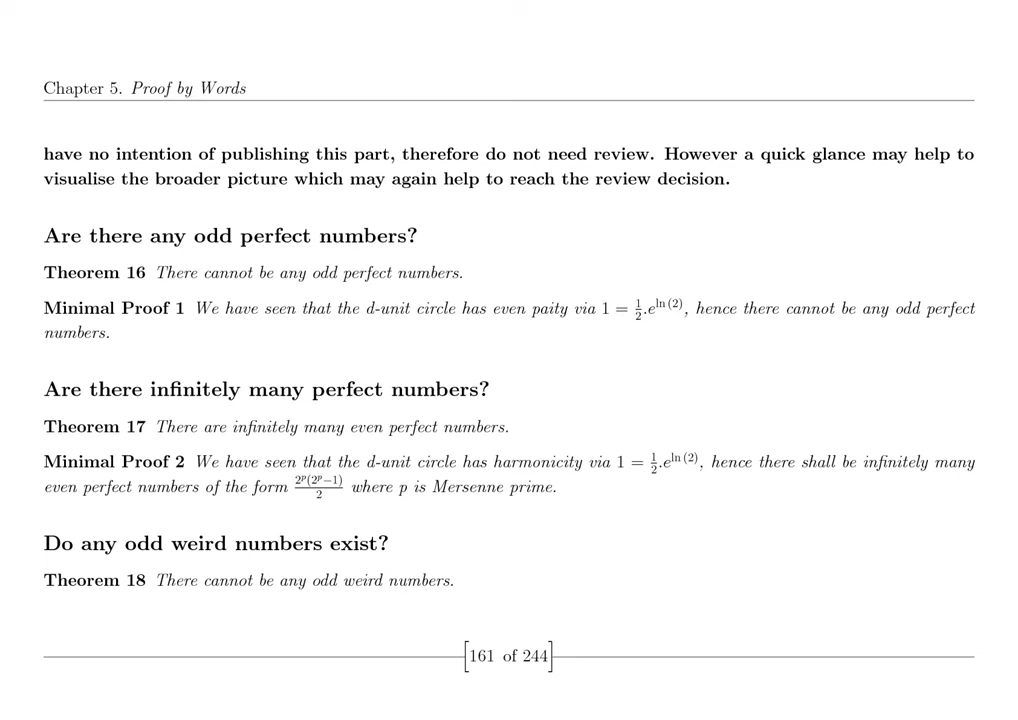 Chapter 5. Proof by Words
have no intention of publishing this part, therefore do not need review. However a quick glance may help to
visualise the broader picture which may again help to reach the review decision.
Are there any odd perfect numbers?
Theorem 16 There cannot be any odd perfect numbers.
Minimal Proof 1 We have seen that the d-unit circle has even paity via 1 = \frac{1}{2}.e^{\ln(2)}, hence there cannot be any odd perfect
numbers.
Are there infinitely many perfect numbers?
Theorem 17 There are infinitely many even perfect numbers.
Minimal Proof 2 We have seen that the d-unit circle has harmonicity via 1 = \frac{1}{2}.e^{\ln(2)}, hence there shall be infinitely many
even perfect numbers of the form \frac{2^p(2^p-1)}{2} where p is Mersenne prime.
Do any odd weird numbers exist?
Theorem 18 There cannot be any odd weird numbers.
[161 of 244]